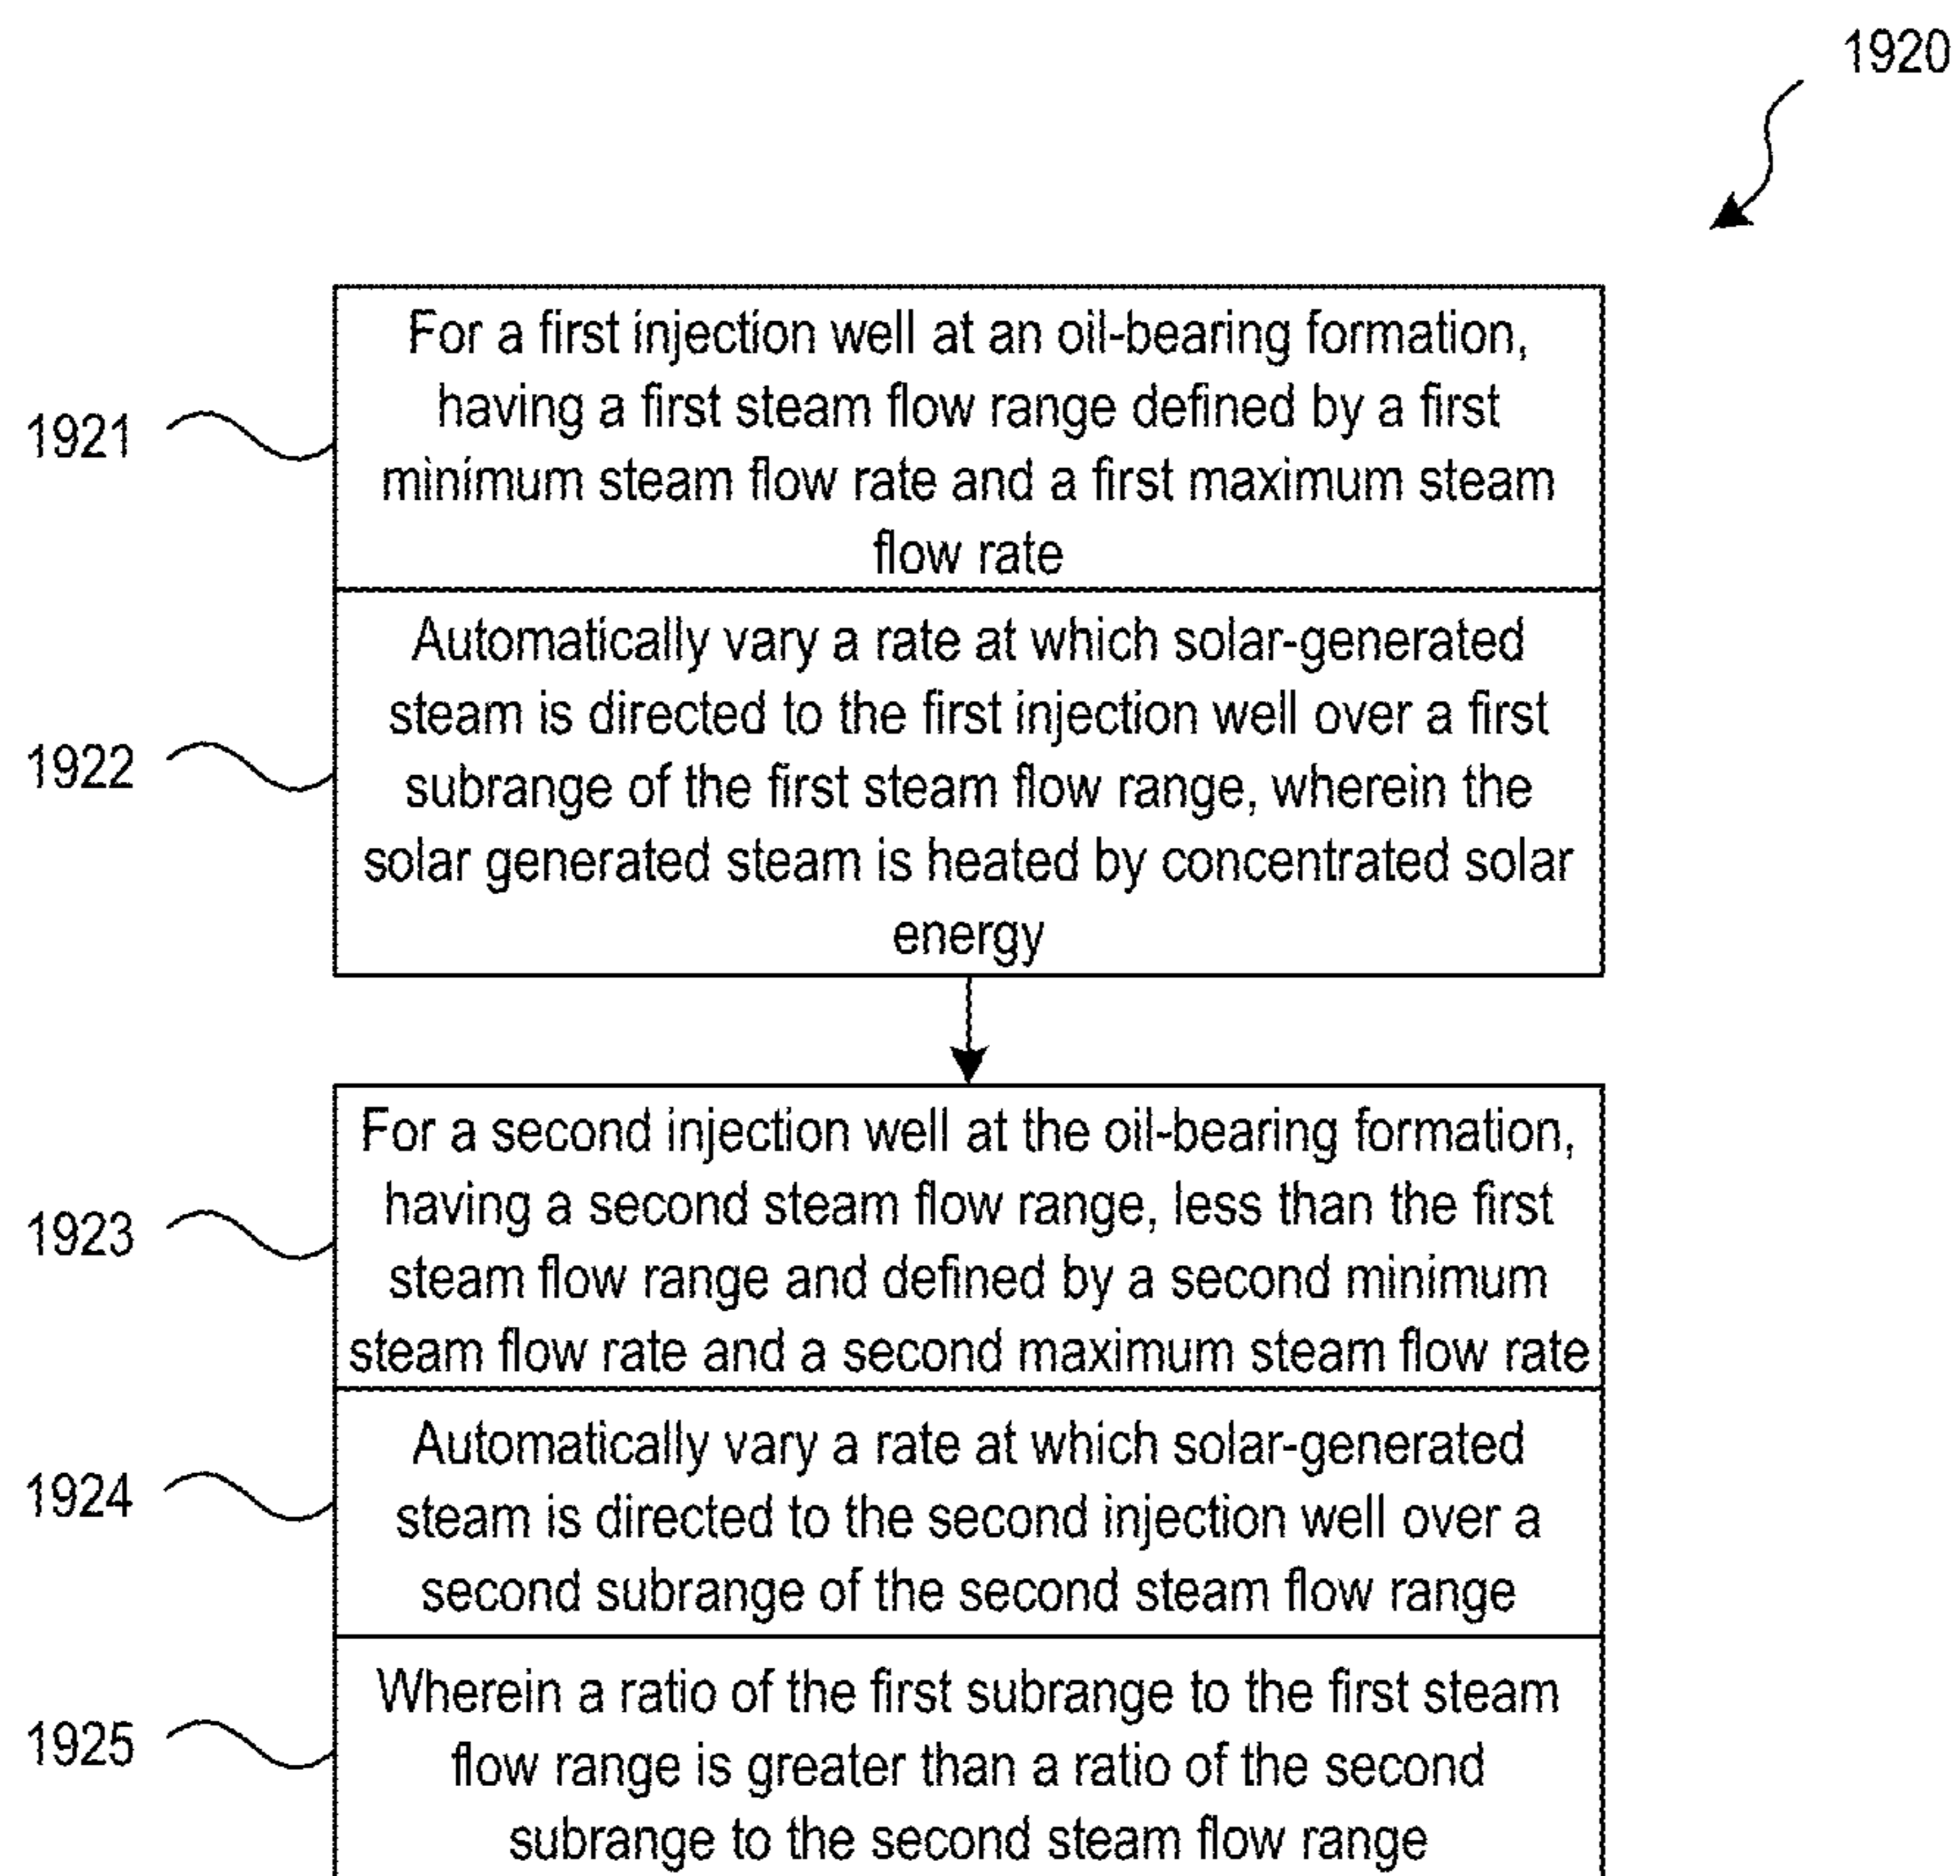 1920
1921
For a first injection well at an oil-bearing formation,
having a first steam flow range defined by a first
minimum steam flow rate and a first maximum steam
flow rate
1922
Automatically vary a rate at which solar-generated
steam is directed to the first injection well over a first
subrange of the first steam flow range, wherein the
solar generated steam is heated by concentrated solar
energy
1923
For a second injection well at the oil-bearing formation,
having a second steam flow range, less than the first
steam flow range and defined by a second minimum
steam flow rate and a second maximum steam flow rate
1924
Automatically vary a rate at which solar-generated
steam is directed to the second injection well over a
second subrange of the second steam flow range
1925
Wherein a ratio of the first subrange to the first steam
flow range is greater than a ratio of the second
subrange to the second steam flow range